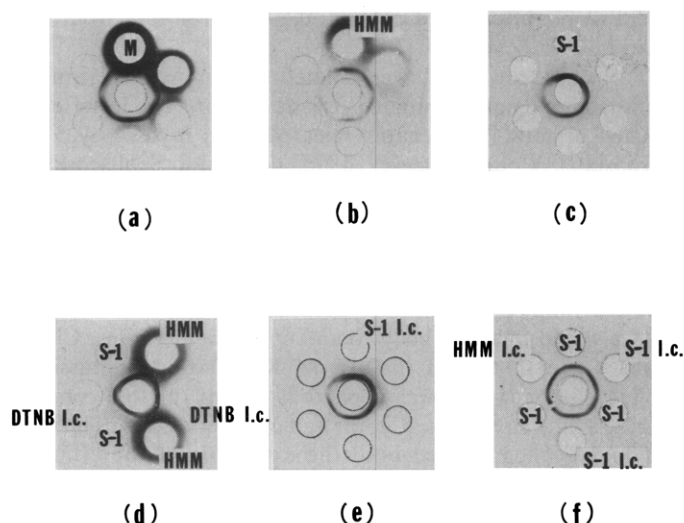 M
HMM
S-1
(a)
(b)
(c)
HMM
S-1
DTNB l.c.
DTNB l.c.
S-1
HMM
S-1 l.c.
S-1
HMM l.c.
S-1 l.c.
S-1
S-1
S-1 l.c.
(d)
(e)
(f)